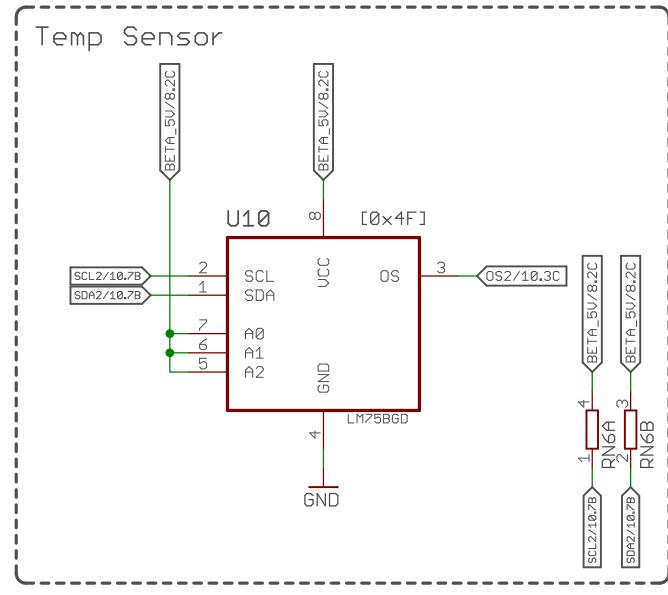 Temp Sensor
BETA_5V/8.2C
BETA_5V/8.2C
U10
8
[0x4F]
SCL2/10.7B
2
SCL
VCC
OS
3
OS2/10.3C
SDA2/10.7B
1
SDA
BETA_5V/8.2C
BETA_5V/8.2C
7
A0
6
A1
5
A2
GND
LM75BGD
4
GND
4
1
RN6A
3
2
RN6B
SCL2/10.7B
SDA2/10.7B